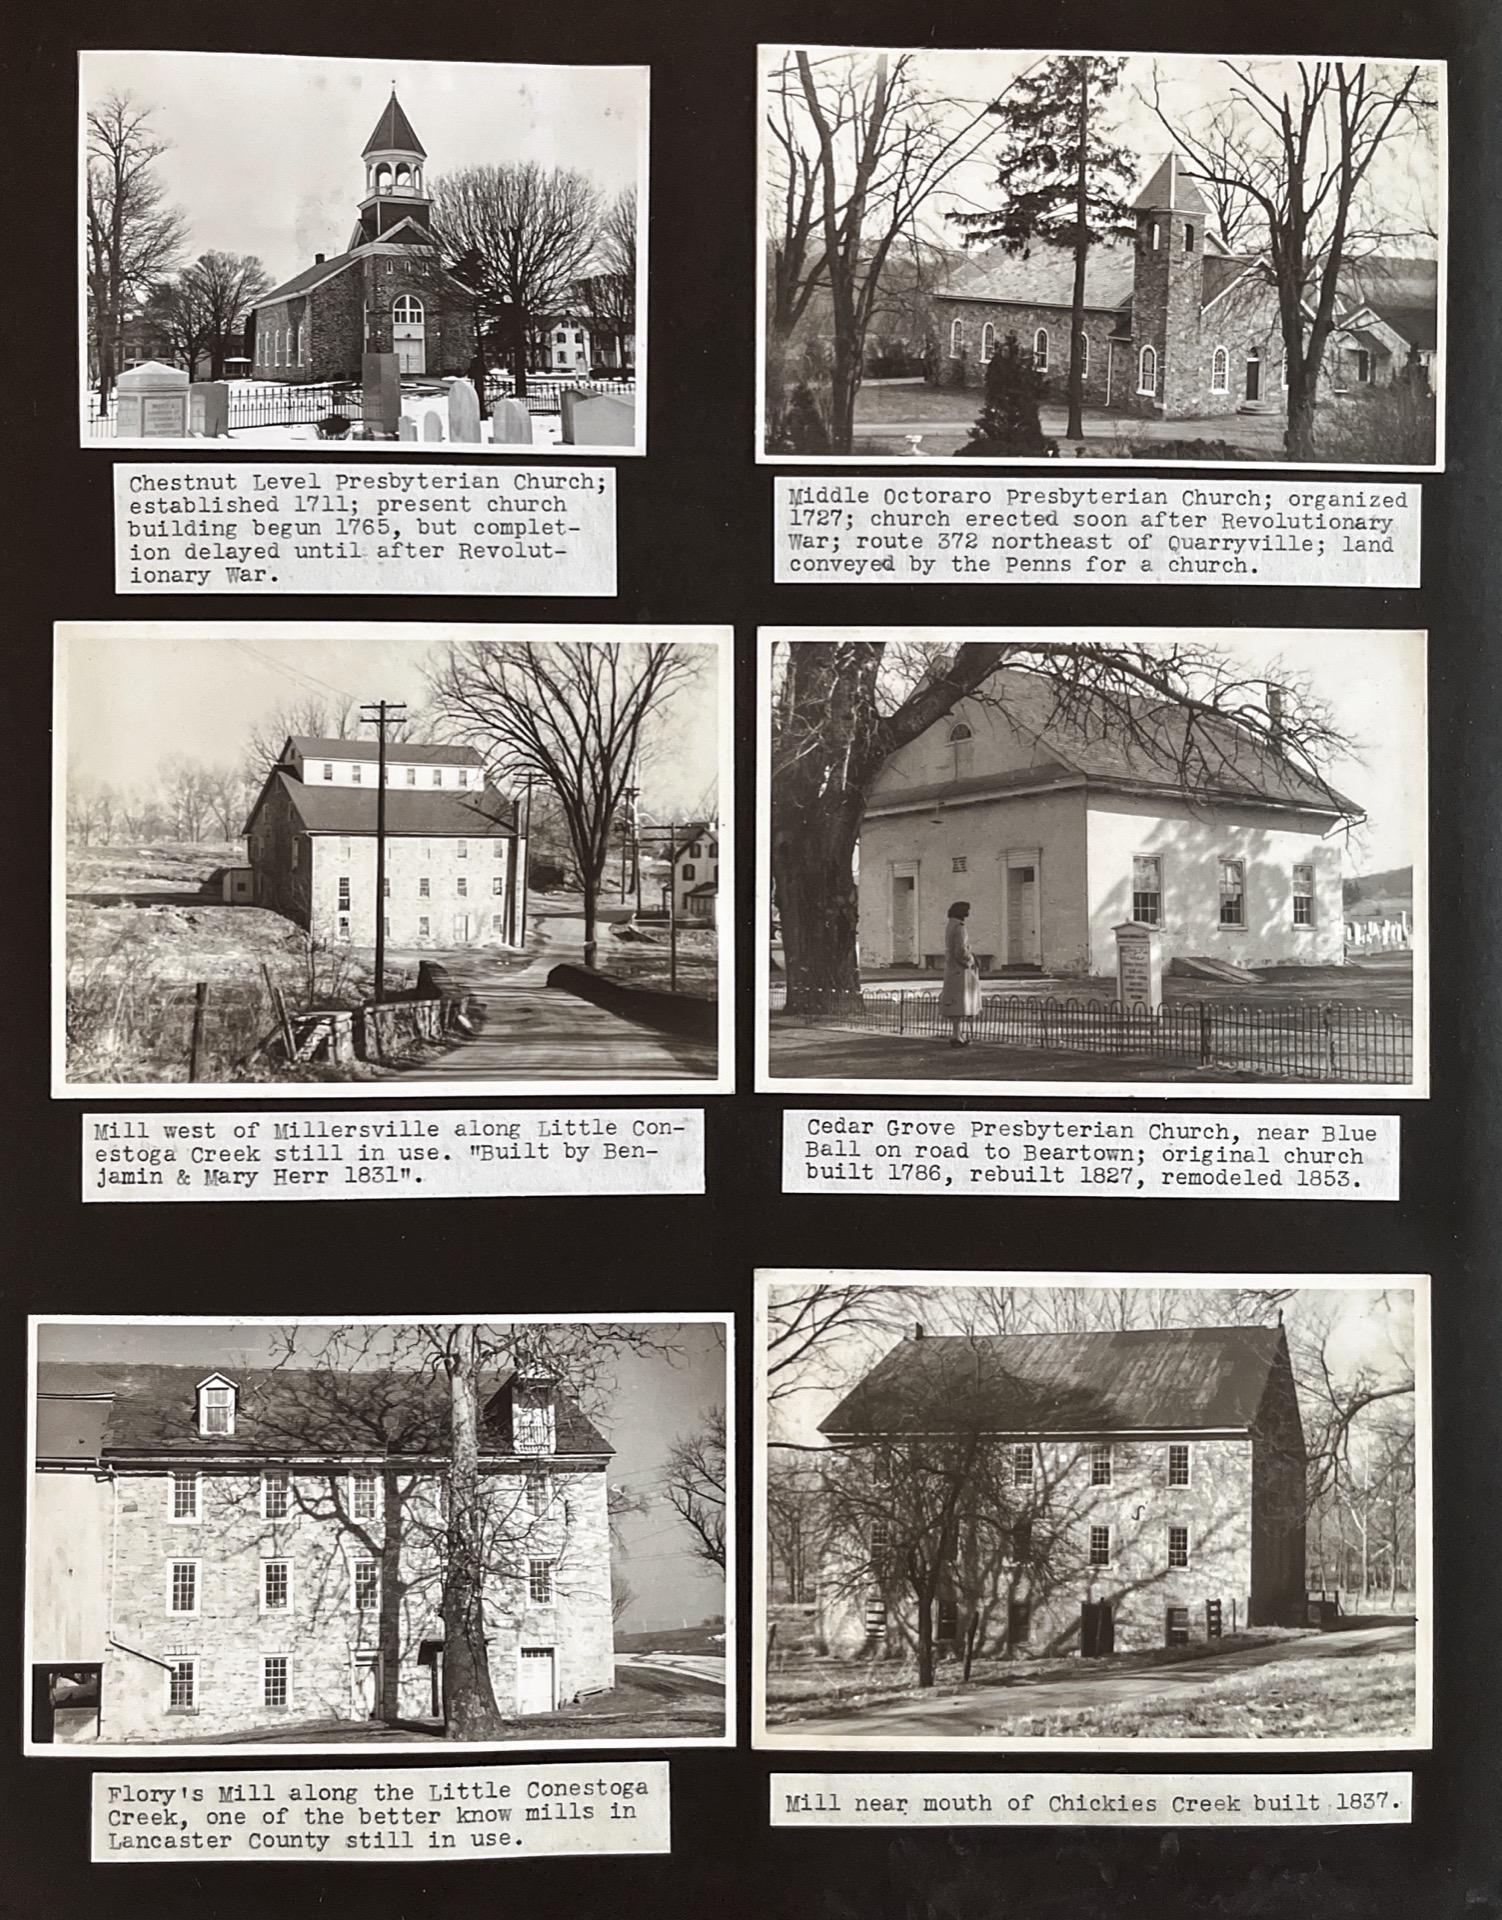 Chestnut Level Presbyterian Church;
established 1711; present church
building begun 1765, but complet-
ion delayed until after Revolut-
ionary War.
Middle Octoraro Presbyterian Church; organized
1727; church erected soon after Revolutionary
War; route 372 northeast of Quarryville; land
conveyed by the Penns for a church.
Mill west of Millersville along Little Con-
estoga Creek still in use. "Built by Ben-
jamin & Mary Herr 1831".
Cedar Grove Presbyterian Church, near Blue
Ball on road to Beartown; original church
built 1786, rebuilt 1827, remodeled 1853.
Flory's Mill along the Little Conestoga
Creek, one of the better know mills in
Lancaster County still in use.
Mill near mouth of Chickies Creek built 1837.